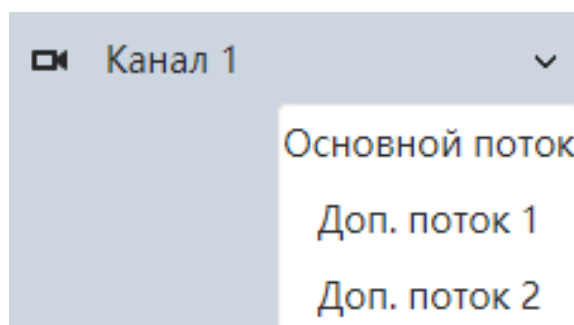 Канал 1
Основной поток
Доп. поток 1
Доп. поток 2